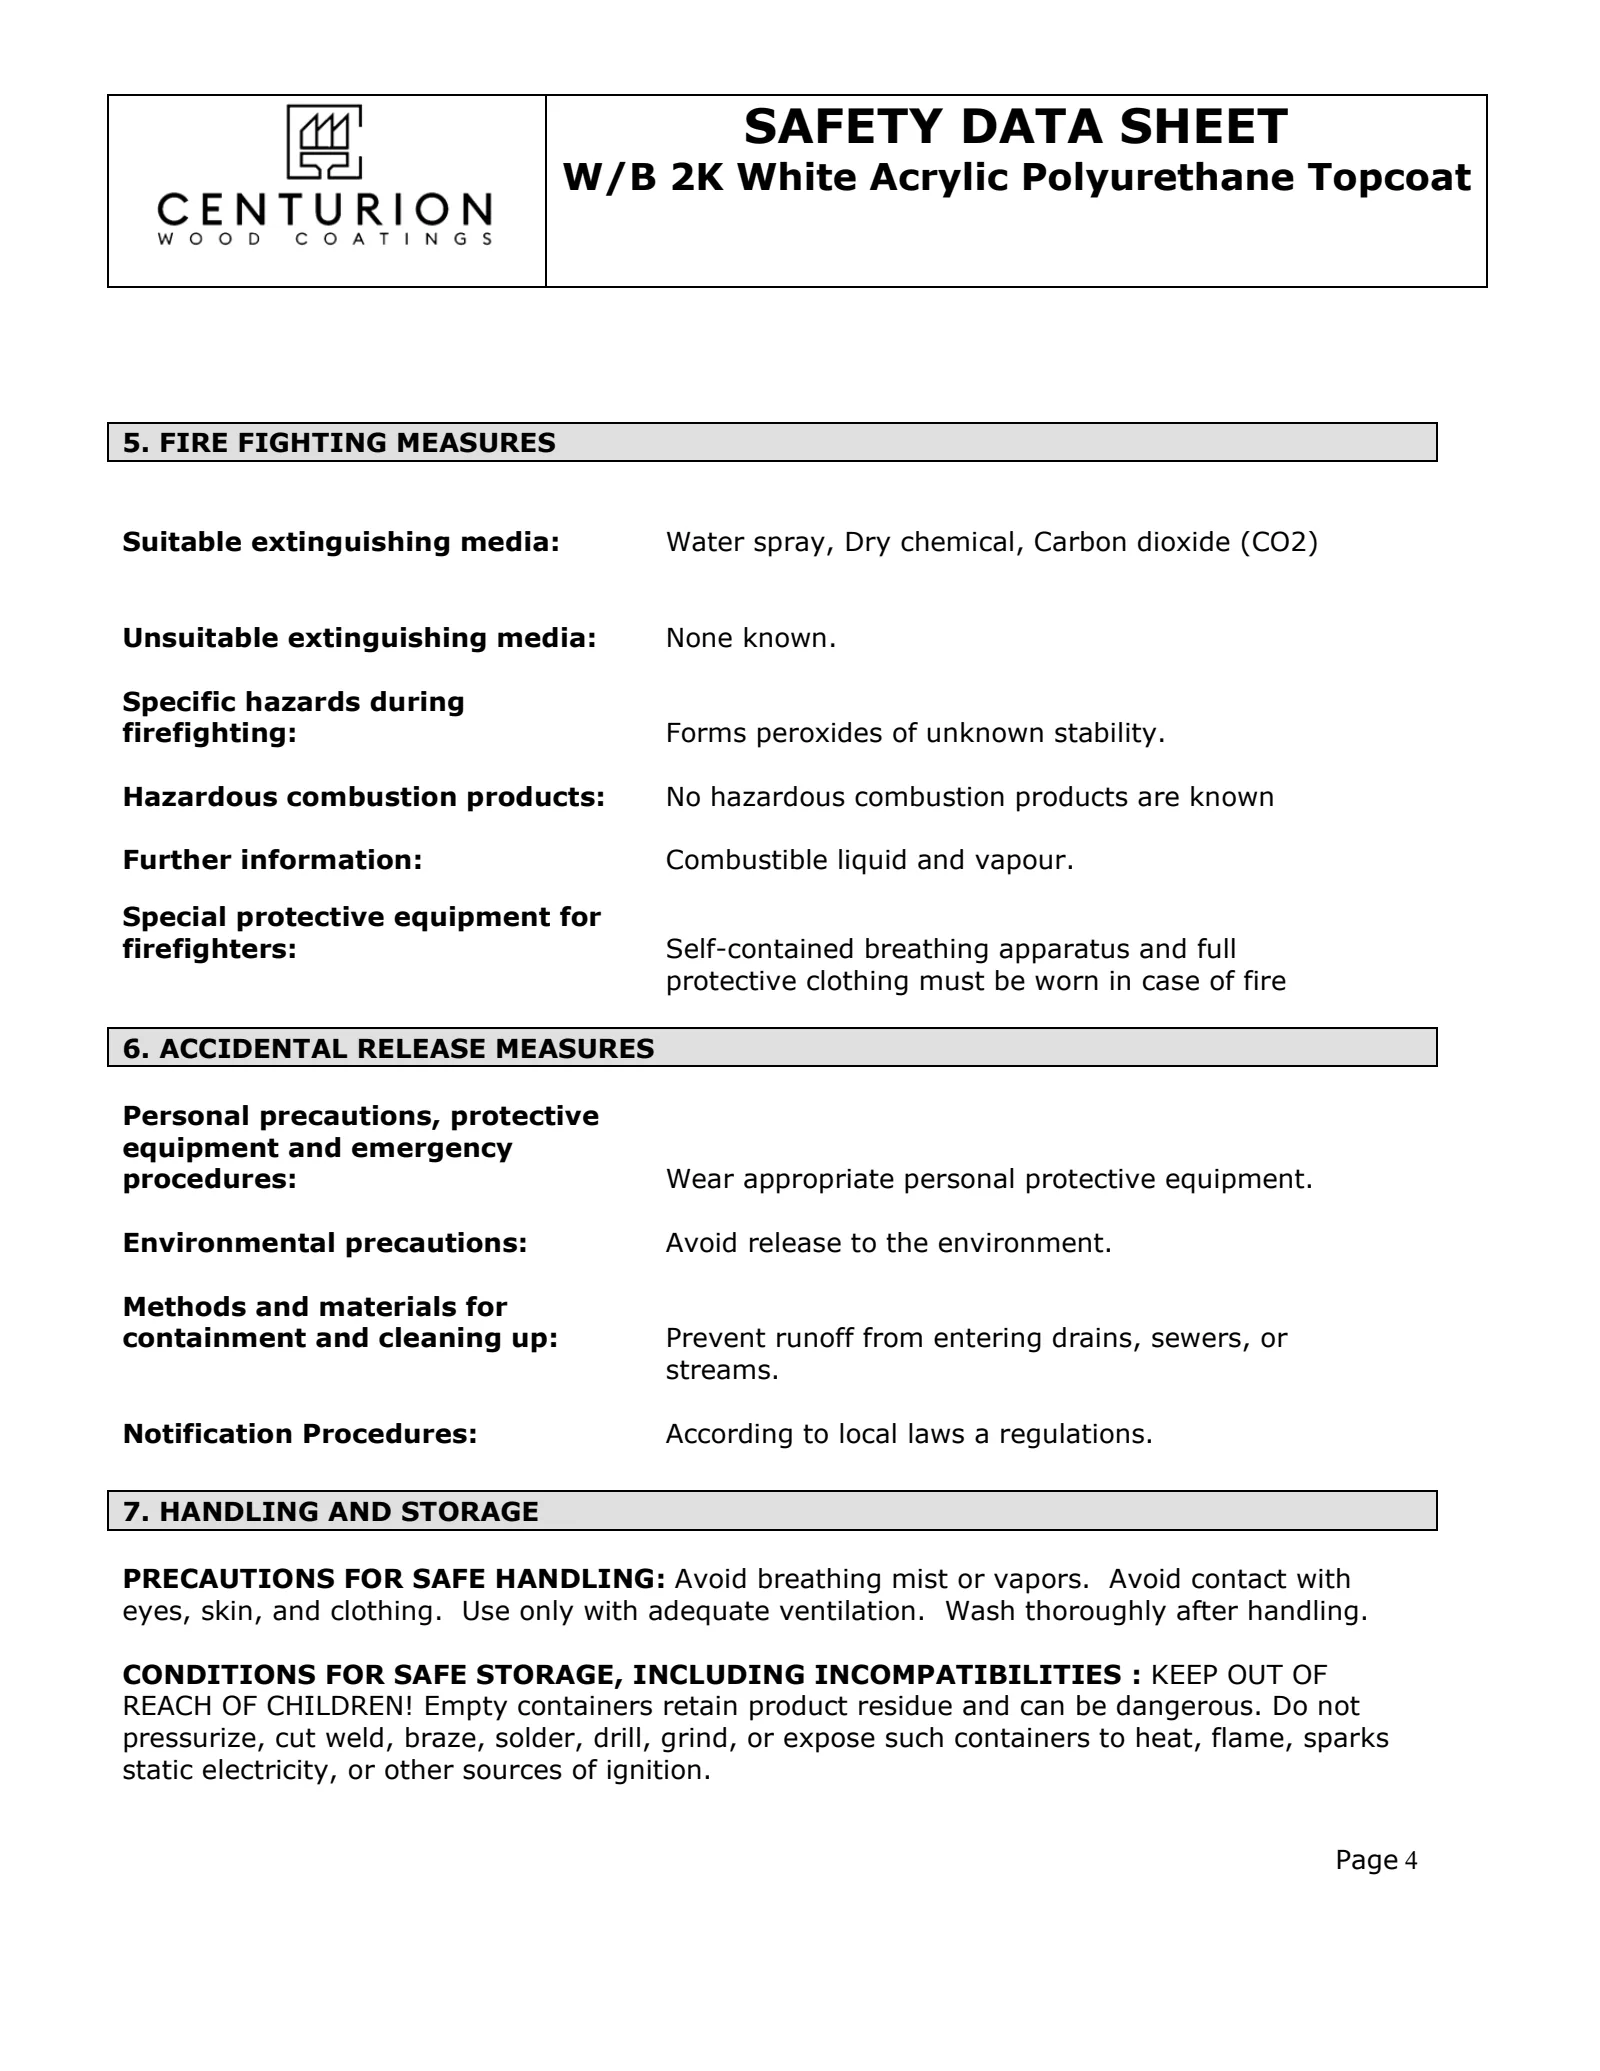 CENTURION
WOOD COATINGS
SAFETY DATA SHEET
W/B 2K White Acrylic Polyurethane Topcoat
5. FIRE FIGHTING MEASURES
Suitable extinguishing media: Water spray, Dry chemical, Carbon dioxide (CO2)
Unsuitable extinguishing media: None known.
Specific hazards during
firefighting: Forms peroxides of unknown stability.
Hazardous combustion products: No hazardous combustion products are known
Further information: Combustible liquid and vapour.
Special protective equipment for
firefighters: Self-contained breathing apparatus and full
protective clothing must be worn in case of fire
6. ACCIDENTAL RELEASE MEASURES
Personal precautions, protective
equipment and emergency
procedures: Wear appropriate personal protective equipment.
Environmental precautions: Avoid release to the environment.
Methods and materials for
containment and cleaning up: Prevent runoff from entering drains, sewers, or
streams.
Notification Procedures: According to local laws a regulations.
7. HANDLING AND STORAGE
PRECAUTIONS FOR SAFE HANDLING: Avoid breathing mist or vapors. Avoid contact with
eyes, skin, and clothing. Use only with adequate ventilation. Wash thoroughly after handling.
CONDITIONS FOR SAFE STORAGE, INCLUDING INCOMPATIBILITIES : KEEP OUT OF
REACH OF CHILDREN! Empty containers retain product residue and can be dangerous. Do not
pressurize, cut weld, braze, solder, drill, grind, or expose such containers to heat, flame, sparks
static electricity, or other sources of ignition.
Page 4